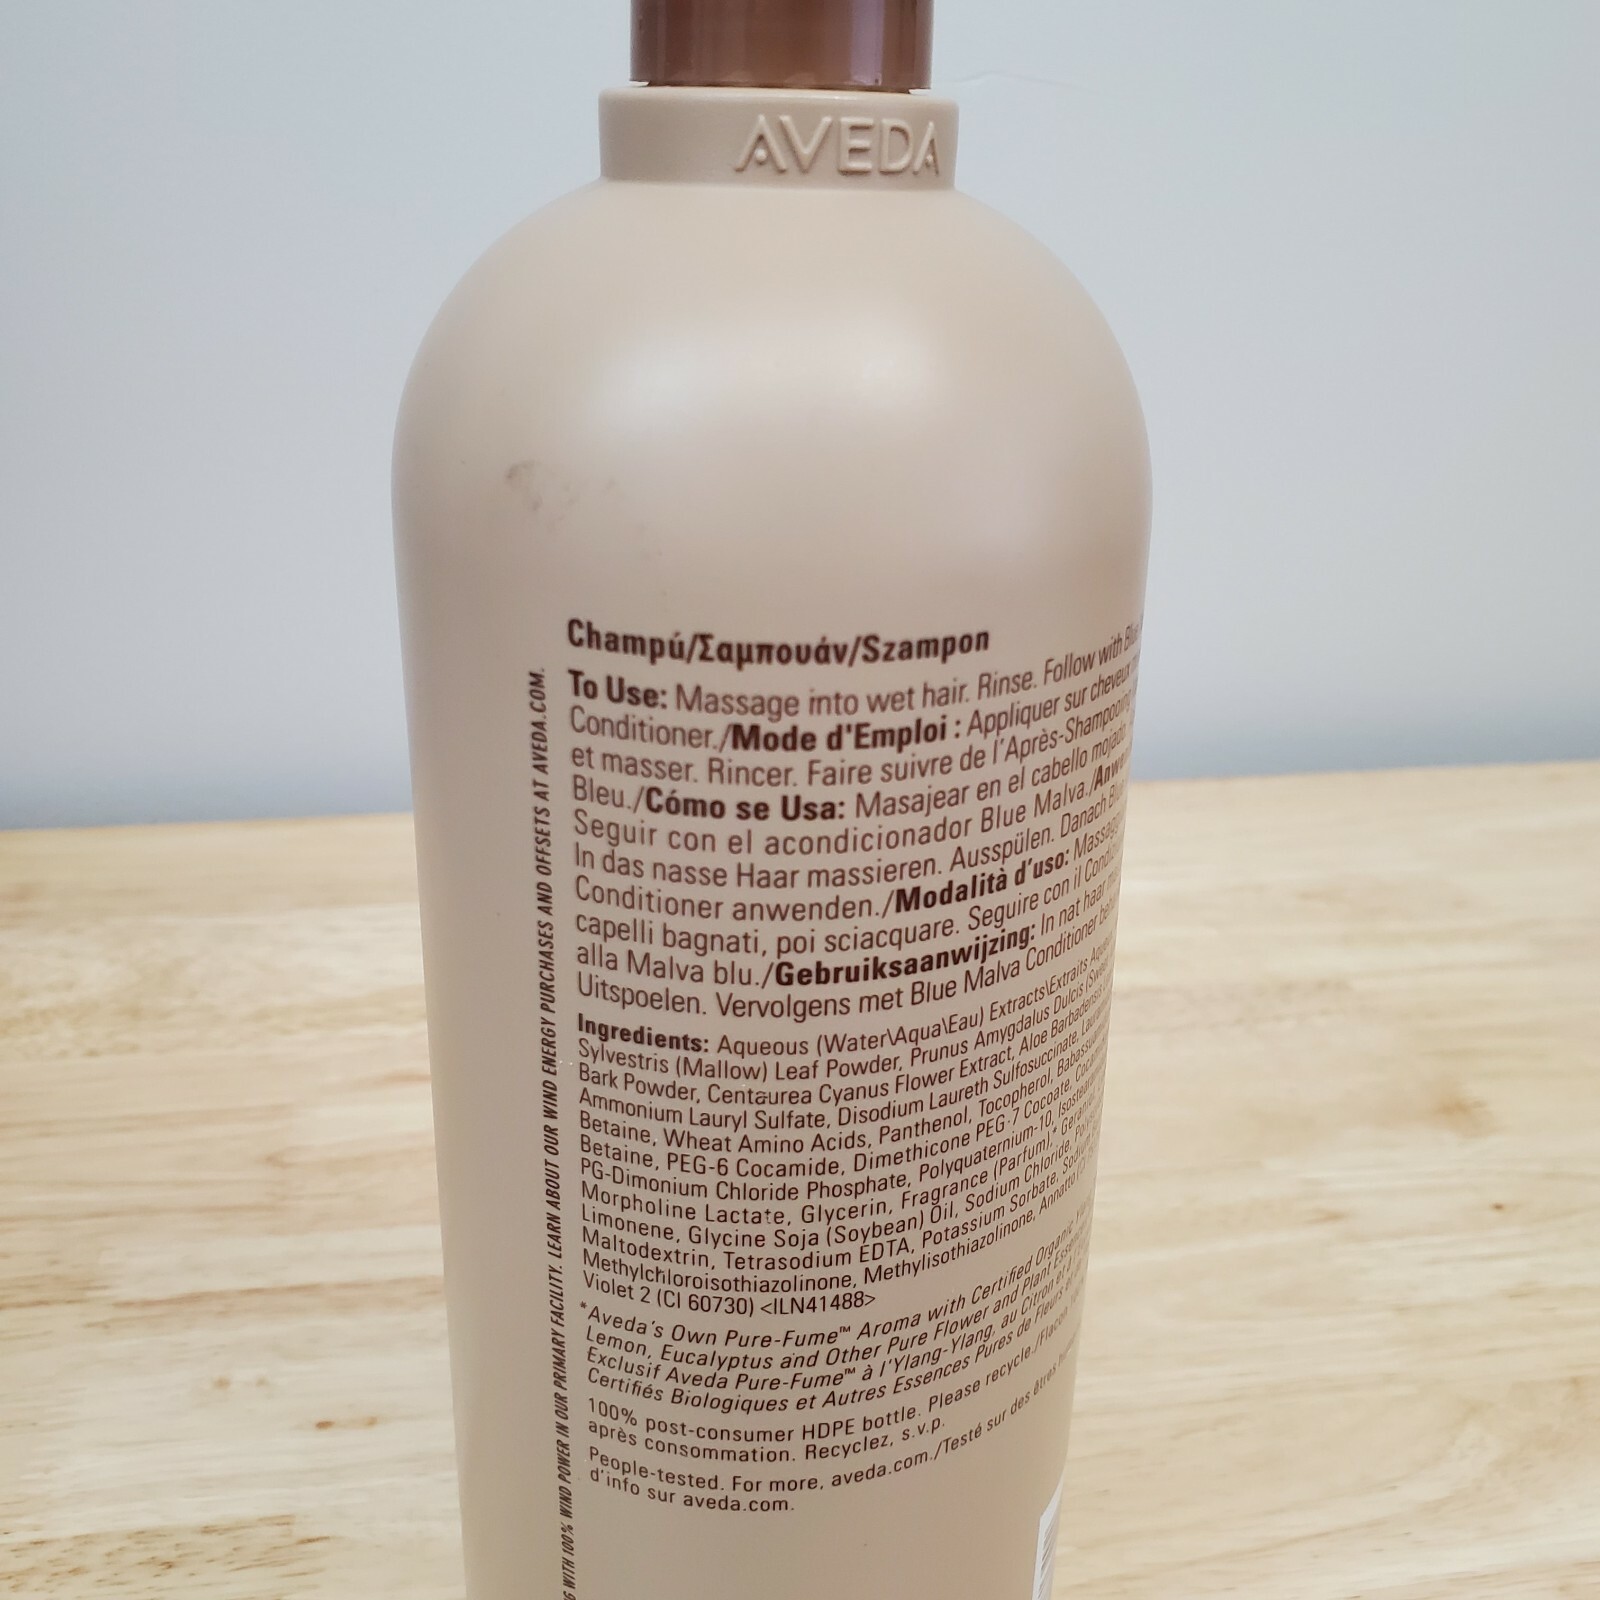 AVEDA
Champú/Σαμπουάν/Szampon
To Use: Massage into wet hair. Rinse. Follow with Blue
Conditioner./Mode d'Emploi : Appliquer sur cheveux
et masser. Rincer. Faire suivre de l'Après-Shampooing
Bleu./Cómo se Usa: Masajear en el cabello mojado.
Seguir con el acondicionador Blue Malva./
In das nasse Haar massieren. Ausspülen. Danach Blue
Conditioner anwenden./Modalità d'uso:
capelli bagnati, poi sciacquare. Seguire con il
alla Malva blu./Gebruiksaanwijzing: In nat haar
Uitspoelen. Vervolgens met Blue Malva Conditioner
Ingredients: Aqueous (Water\Aqua\Eau) Extracts\Extraits
Sylvestris (Mallow) Leaf Powder, Prunus Amygdalus Dulcis
Bark Powder, Centaurea Cyanus Flower Extract, Aloe Barbadensis
Ammonium Lauryl Sulfate, Disodium Laureth Sulfosuccinate,
Betaine, Wheat Amino Acids, Panthenol, Tocopherol,
Betaine, PEG-6 Cocamide, Dimethicone PEG-7 Cocoate,
PG-Dimonium Chloride Phosphate, Polyquaternium-10,
Morpholine Lactate, Glycerin, Fragrance (Parfum),*
Limonene, Glycine Soja (Soybean) Oil, Sodium Chloride,
Maltodextrin, Tetrasodium EDTA, Potassium Sorbate,
Methylchloroisothiazolinone, Methylisothiazolinone, Annatto
Violet 2 (CI 60730) <ILN41488>
*Aveda's Own Pure-Fume™ Aroma with Certified Organic
Lemon, Eucalyptus and Other Pure Flower and Plant
Exclusif Aveda Pure-Fume™ à l'Ylang-Ylang, au Citron et
Certifiés Biologiques et Autres Essences Pures de Fleurs et
100% post-consumer HDPE bottle. Please recycle./Flacon
après consommation. Recyclez, s.v.p.
People-tested. For more, aveda.com./Testé sur des êtres
d'info sur aveda.com.
WITH 100% WIND POWER IN OUR PRIMARY FACILITY. LEARN ABOUT OUR WIND ENERGY PURCHASES AND OFFSETS AT AVEDA.COM.